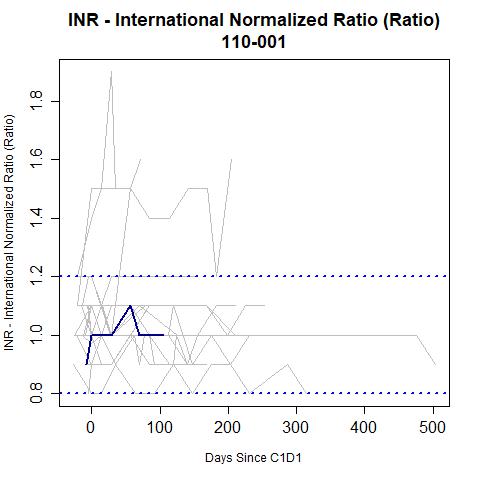 INR - International Normalized Ratio (Ratio)
110-001
INR - International Normalized Ratio (Ratio)
1.8
1.6
1.4
1.2
1.0
0.8
0 100 200 300 400 500
Days Since C1D1